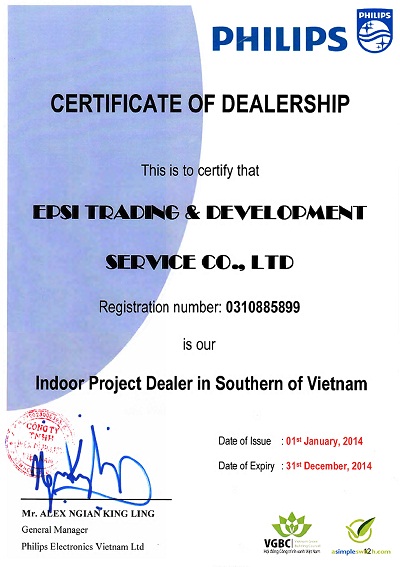 PHILIPS
PHILIPS
CERTIFICATE OF DEALERSHIP
This is to certify that
EPSI TRADING & DEVELOPMENT
SERVICE CO., LTD
Registration number: 0310885899
is our
Indoor Project Dealer in Southern of Vietnam
CÔNG TY
TNHH
Date of Issue : 01st January, 2014
Date of Expiry : 31st December, 2014
Mr. ALEX NGIAN KING LING
General Manager
Philips Electronics Vietnam Ltd
VGBC
Hội đồng Công trình Xanh Việt Nam
asimpleswi2h.com